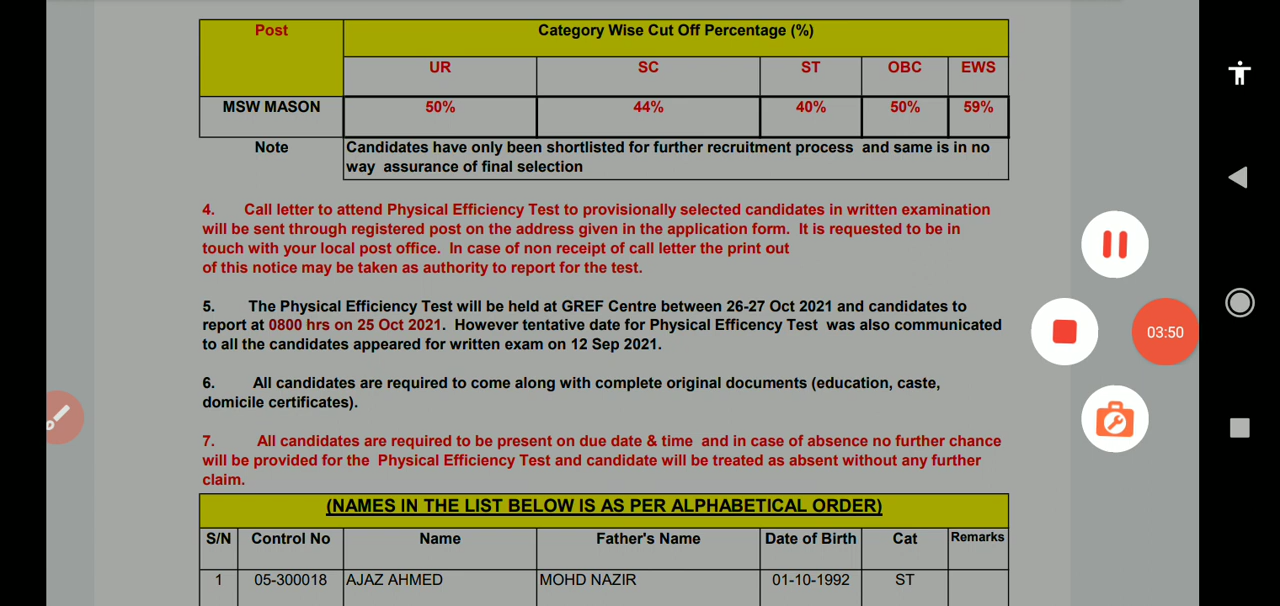 Post Category Wise Cut Off Percentage (%)
UR SC ST OBC EWS
MSW MASON 50% 44% 40% 50% 59%
Note Candidates have only been shortlisted for further recruitment process and same is in no
way assurance of final selection
4. Call letter to attend Physical Efficiency Test to provisionally selected candidates in written examination
will be sent through registered post on the address given in the application form. It is requested to be in
touch with your local post office. In case of non receipt of call letter the print out
of this notice may be taken as authority to report for the test.
5. The Physical Efficiency Test will be held at GREF Centre between 26-27 Oct 2021 and candidates to
report at 0800 hrs on 25 Oct 2021. However tentative date for Physical Efficency Test was also communicated
to all the candidates appeared for written exam on 12 Sep 2021.
6. All candidates are required to come along with complete original documents (education, caste,
domicile certificates).
7. All candidates are required to be present on due date & time and in case of absence no further chance
will be provided for the Physical Efficiency Test and candidate will be treated as absent without any further
claim.
(NAMES IN THE LIST BELOW IS AS PER ALPHABETICAL ORDER)
S/N Control No Name Father's Name Date of Birth Cat Remarks
1 05-300018 AJAZ AHMED MOHD NAZIR 01-10-1992 ST
03:50